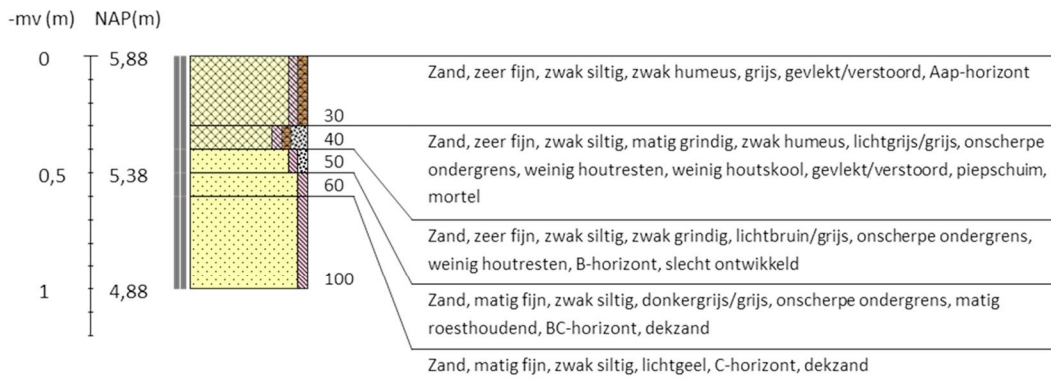 -mv (m) NAP(m)
0 5,88
Zand, zeer fijn, zwak siltig, zwak humeus, grijs, gevlekt/verstoord, Aap-horizont
30
40
Zand, zeer fijn, zwak siltig, matig grindig, zwak humeus, lichtgrijs/grijs, onscherpe
ondergrens, weinig houtresten, weinig houtskool, gevlekt/verstoord, piepschuim,
mortel
50
0,5 5,38
60
Zand, zeer fijn, zwak siltig, zwak grindig, lichtbruin/grijs, onscherpe ondergrens,
weinig houtresten, B-horizont, slecht ontwikkeld
100
1 4,88
Zand, matig fijn, zwak siltig, donkergrijs/grijs, onscherpe ondergrens, matig
roesthoudend, BC-horizont, dekzand
Zand, matig fijn, zwak siltig, lichtgeel, C-horizont, dekzand